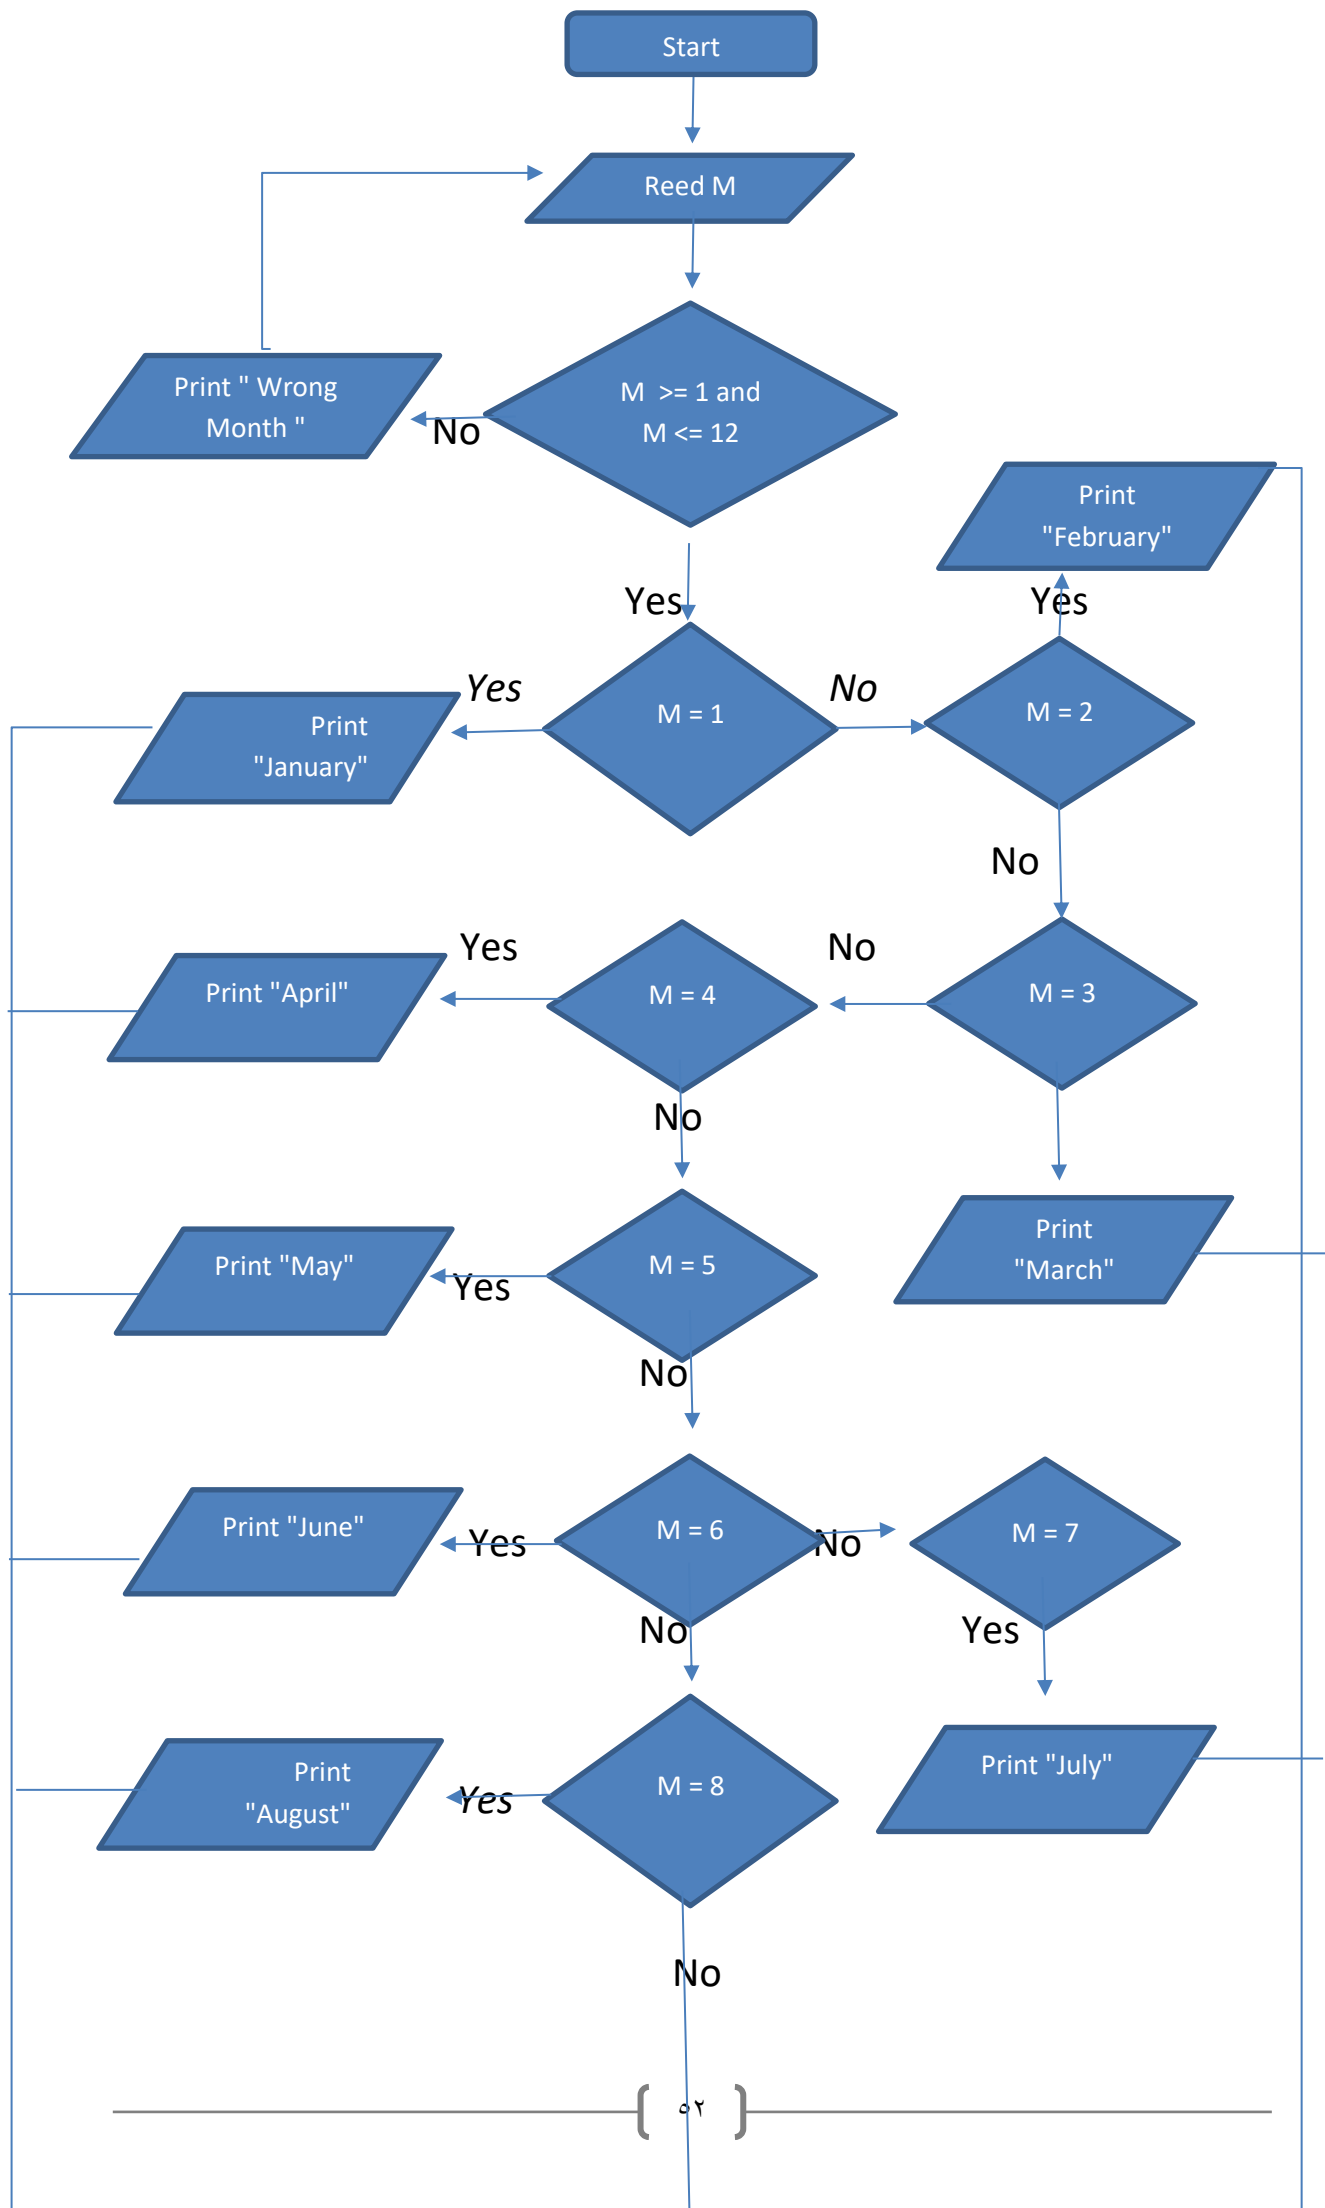 Start
Reed M
M >= 1 and
M <= 12
Print " Wrong
Month "
No
Print
"February"
Yes
Yes
Yes
No
M = 1
M = 2
Print
"January"
No
Yes
No
Print "April"
M = 4
M = 3
No
Print
"March"
Print "May"
Yes
M = 5
No
Print "June"
Yes
M = 6
No
M = 7
No
Yes
Print
"August"
Yes
M = 8
Print "July"
No
٥٢